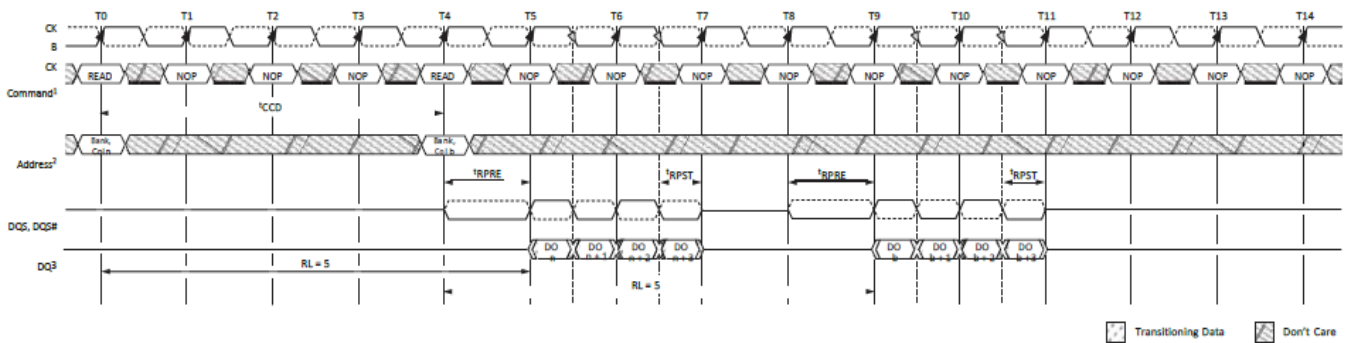 T0 T1 T2 T3 T4 T5 T6 T7 T8 T9 T10 T11 T12 T13 T14
CK
B
CK
READ NOP NOP NOP READ NOP NOP NOP NOP NOP NOP NOP NOP NOP NOP
Command1
tCCD
Bank, Bank,
Col n Col b
Address2
tRPRE tRPST tRPRE tRPST
DQS, DQS#
DO DO DO DO DO DO DO DO
n n + 1 n + 2 n + 3 b b + 1 b + 2 b + 3
DQ3
RL = 5
RL = 5
Transitioning Data Don't Care